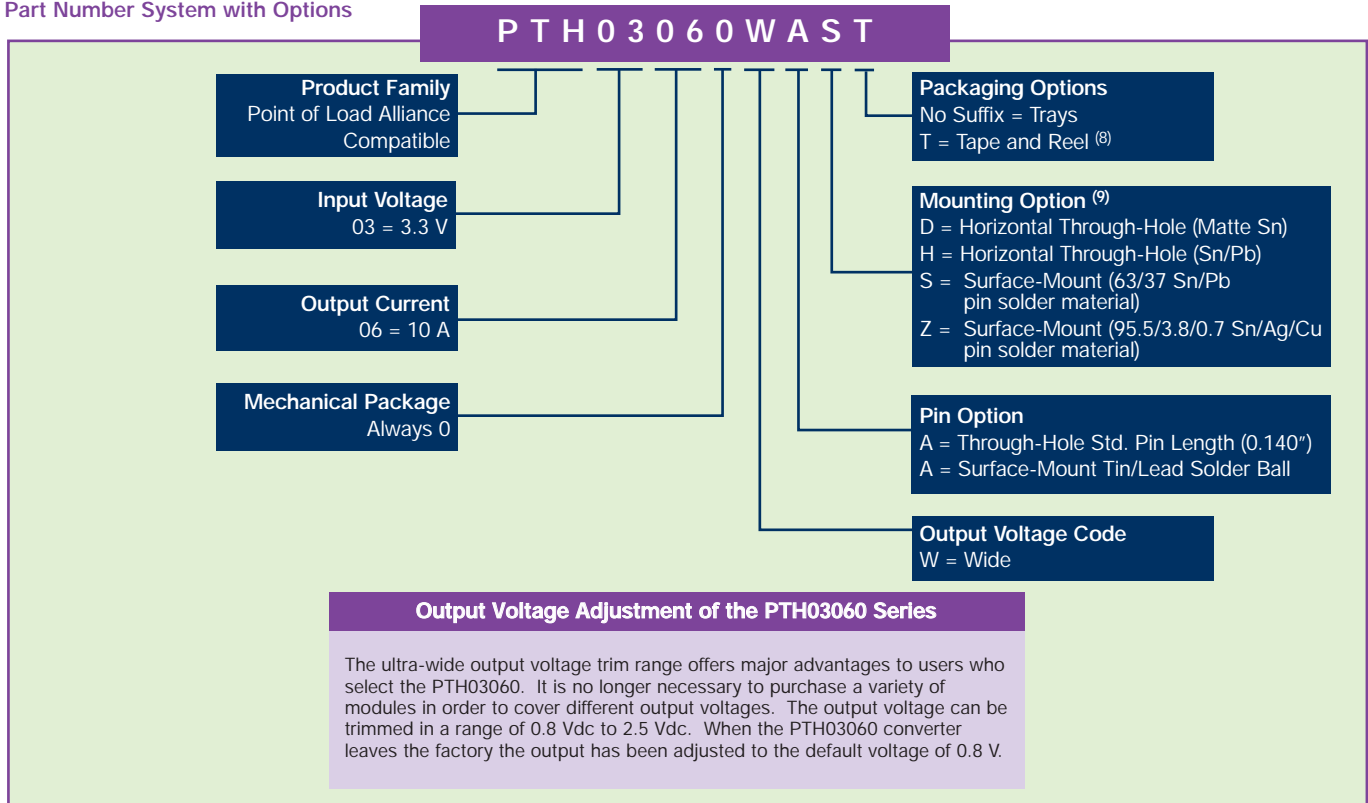 Part Number System with Options
PTH03060WAST
Product Family
Point of Load Alliance
Compatible
Input Voltage
03 = 3.3 V
Output Current
06 = 10 A
Mechanical Package
Always 0
Packaging Options
No Suffix = Trays
T = Tape and Reel (8)
Mounting Option (9)
D = Horizontal Through-Hole (Matte Sn)
H = Horizontal Through-Hole (Sn/Pb)
S = Surface-Mount (63/37 Sn/Pb
pin solder material)
Z = Surface-Mount (95.5/3.8/0.7 Sn/Ag/Cu
pin solder material)
Pin Option
A = Through-Hole Std. Pin Length (0.140″)
A = Surface-Mount Tin/Lead Solder Ball
Output Voltage Code
W = Wide
Output Voltage Adjustment of the PTH03060 Series
The ultra-wide output voltage trim range offers major advantages to users who
select the PTH03060. It is no longer necessary to purchase a variety of
modules in order to cover different output voltages. The output voltage can be
trimmed in a range of 0.8 Vdc to 2.5 Vdc. When the PTH03060 converter
leaves the factory the output has been adjusted to the default voltage of 0.8 V.